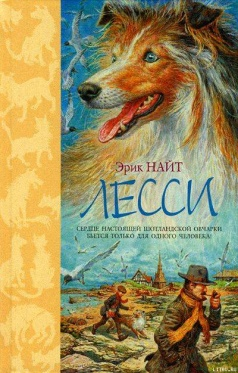 Эрик НАЙТ
ЛЕССИ
СЕРДЦЕ НАСТОЯЩЕЙ ШОТЛАНДСКОЙ ОВЧАРКИ
БЬЕТСЯ ТОЛЬКО ДЛЯ ОДНОГО ЧЕЛОВЕКА!